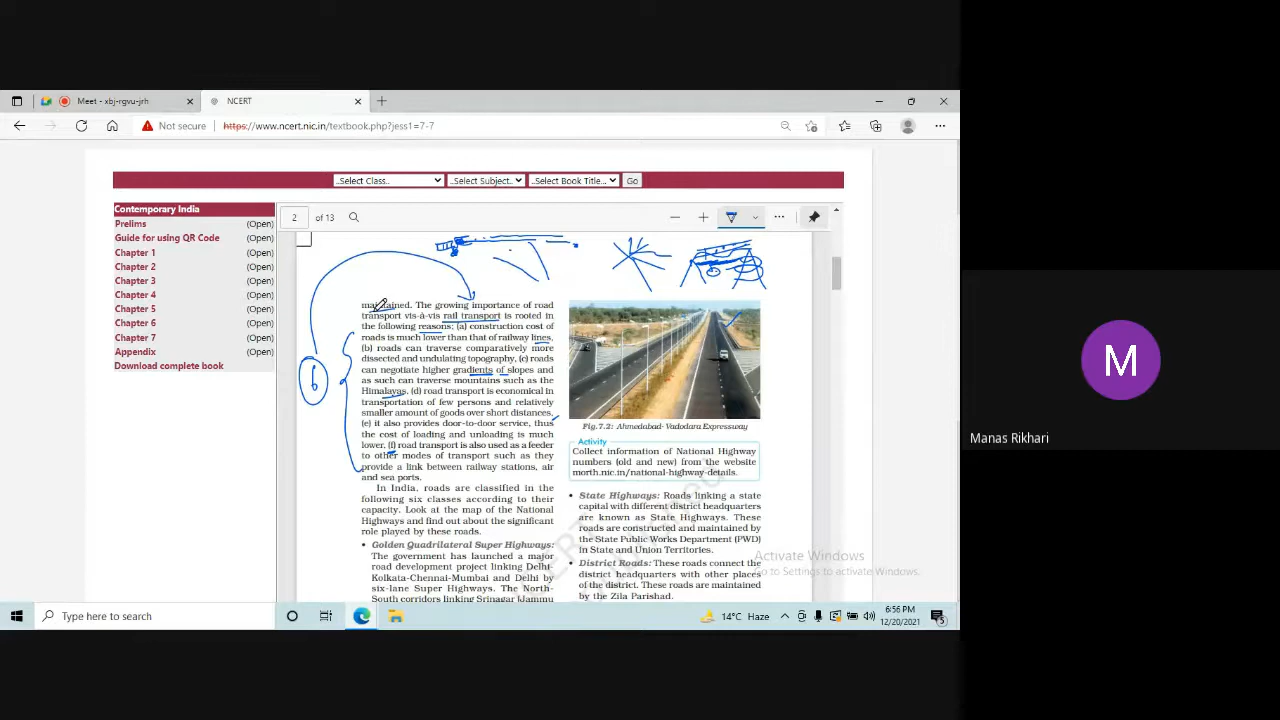 Meet - xbj-rgvu-jrh
NCERT
Not secure
https://www.ncert.nic.in/textbook.php?jess1=7-7
..Select Class..
..Select Subject..
..Select Book Title...
Go
Contemporary India
Prelims (Open)
Guide for using QR Code (Open)
Chapter 1 (Open)
Chapter 2 (Open)
Chapter 3 (Open)
Chapter 4 (Open)
Chapter 5 (Open)
Chapter 6 (Open)
Chapter 7 (Open)
Appendix (Open)
Download complete book
2 of 13
6
maintained. The growing importance of road
transport vis-à-vis rail transport is rooted in
the following reasons; (a) construction cost of
roads is much lower than that of railway lines,
(b) roads can traverse comparatively more
dissected and undulating topography, (c) roads
can negotiate higher gradients of slopes and
as such can traverse mountains such as the
Himalayas, (d) road transport is economical in
transportation of few persons and relatively
smaller amount of goods over short distances,
(e) it also provides door-to-door service, thus
the cost of loading and unloading is much
lower, (f) road transport is also used as a feeder
to other modes of transport such as they
provide a link between railway stations, air
and sea ports.
In India, roads are classified in the
following six classes according to their
capacity. Look at the map of the National
Highways and find out about the significant
role played by these roads.
• Golden Quadrilateral Super Highways:
The government has launched a major
road development project linking Delhi-
Kolkata-Chennai-Mumbai and Delhi by
six-lane Super Highways. The North-
South corridors linking Srinagar (Jammu
Fig.7.2: Ahmedabad- Vadodara Expressway
Activity
Collect information of National Highway
numbers (old and new) from the website
morth.nic.in/national-highway-details.
• State Highways: Roads linking a state
capital with different district headquarters
are known as State Highways. These
roads are constructed and maintained by
the State Public Works Department (PWD)
in State and Union Territories.
• District Roads: These roads connect the
district headquarters with other places
of the district. These roads are maintained
by the Zila Parishad.
Activate Windows
Go to Settings to activate Windows.
Type here to search
14°C Haze
6:56 PM
12/20/2021
5
M
Manas Rikhari